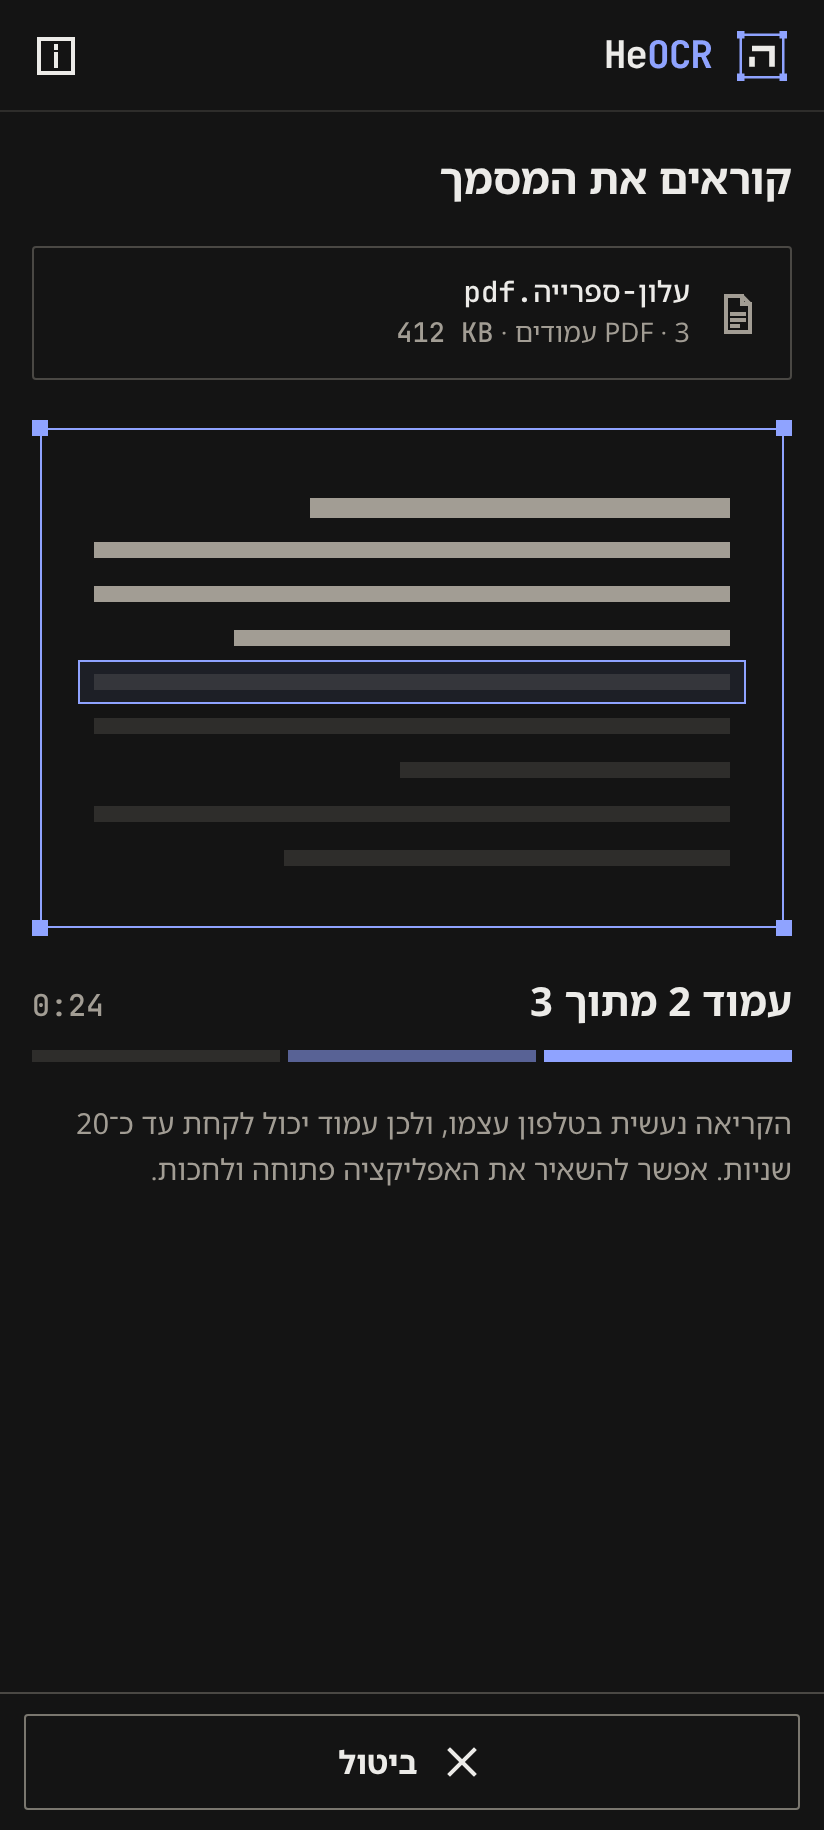 HeOCR
ה
קוראים את המסמך
עלון-ספרייה.pdf
PDF · 3 עמודים · 412 KB
עמוד 2 מתוך 3
0:24
הקריאה נעשית בטלפון עצמו, ולכן עמוד יכול לקחת עד כ־20
שניות. אפשר להשאיר את האפליקציה פתוחה ולחכות.
ביטול